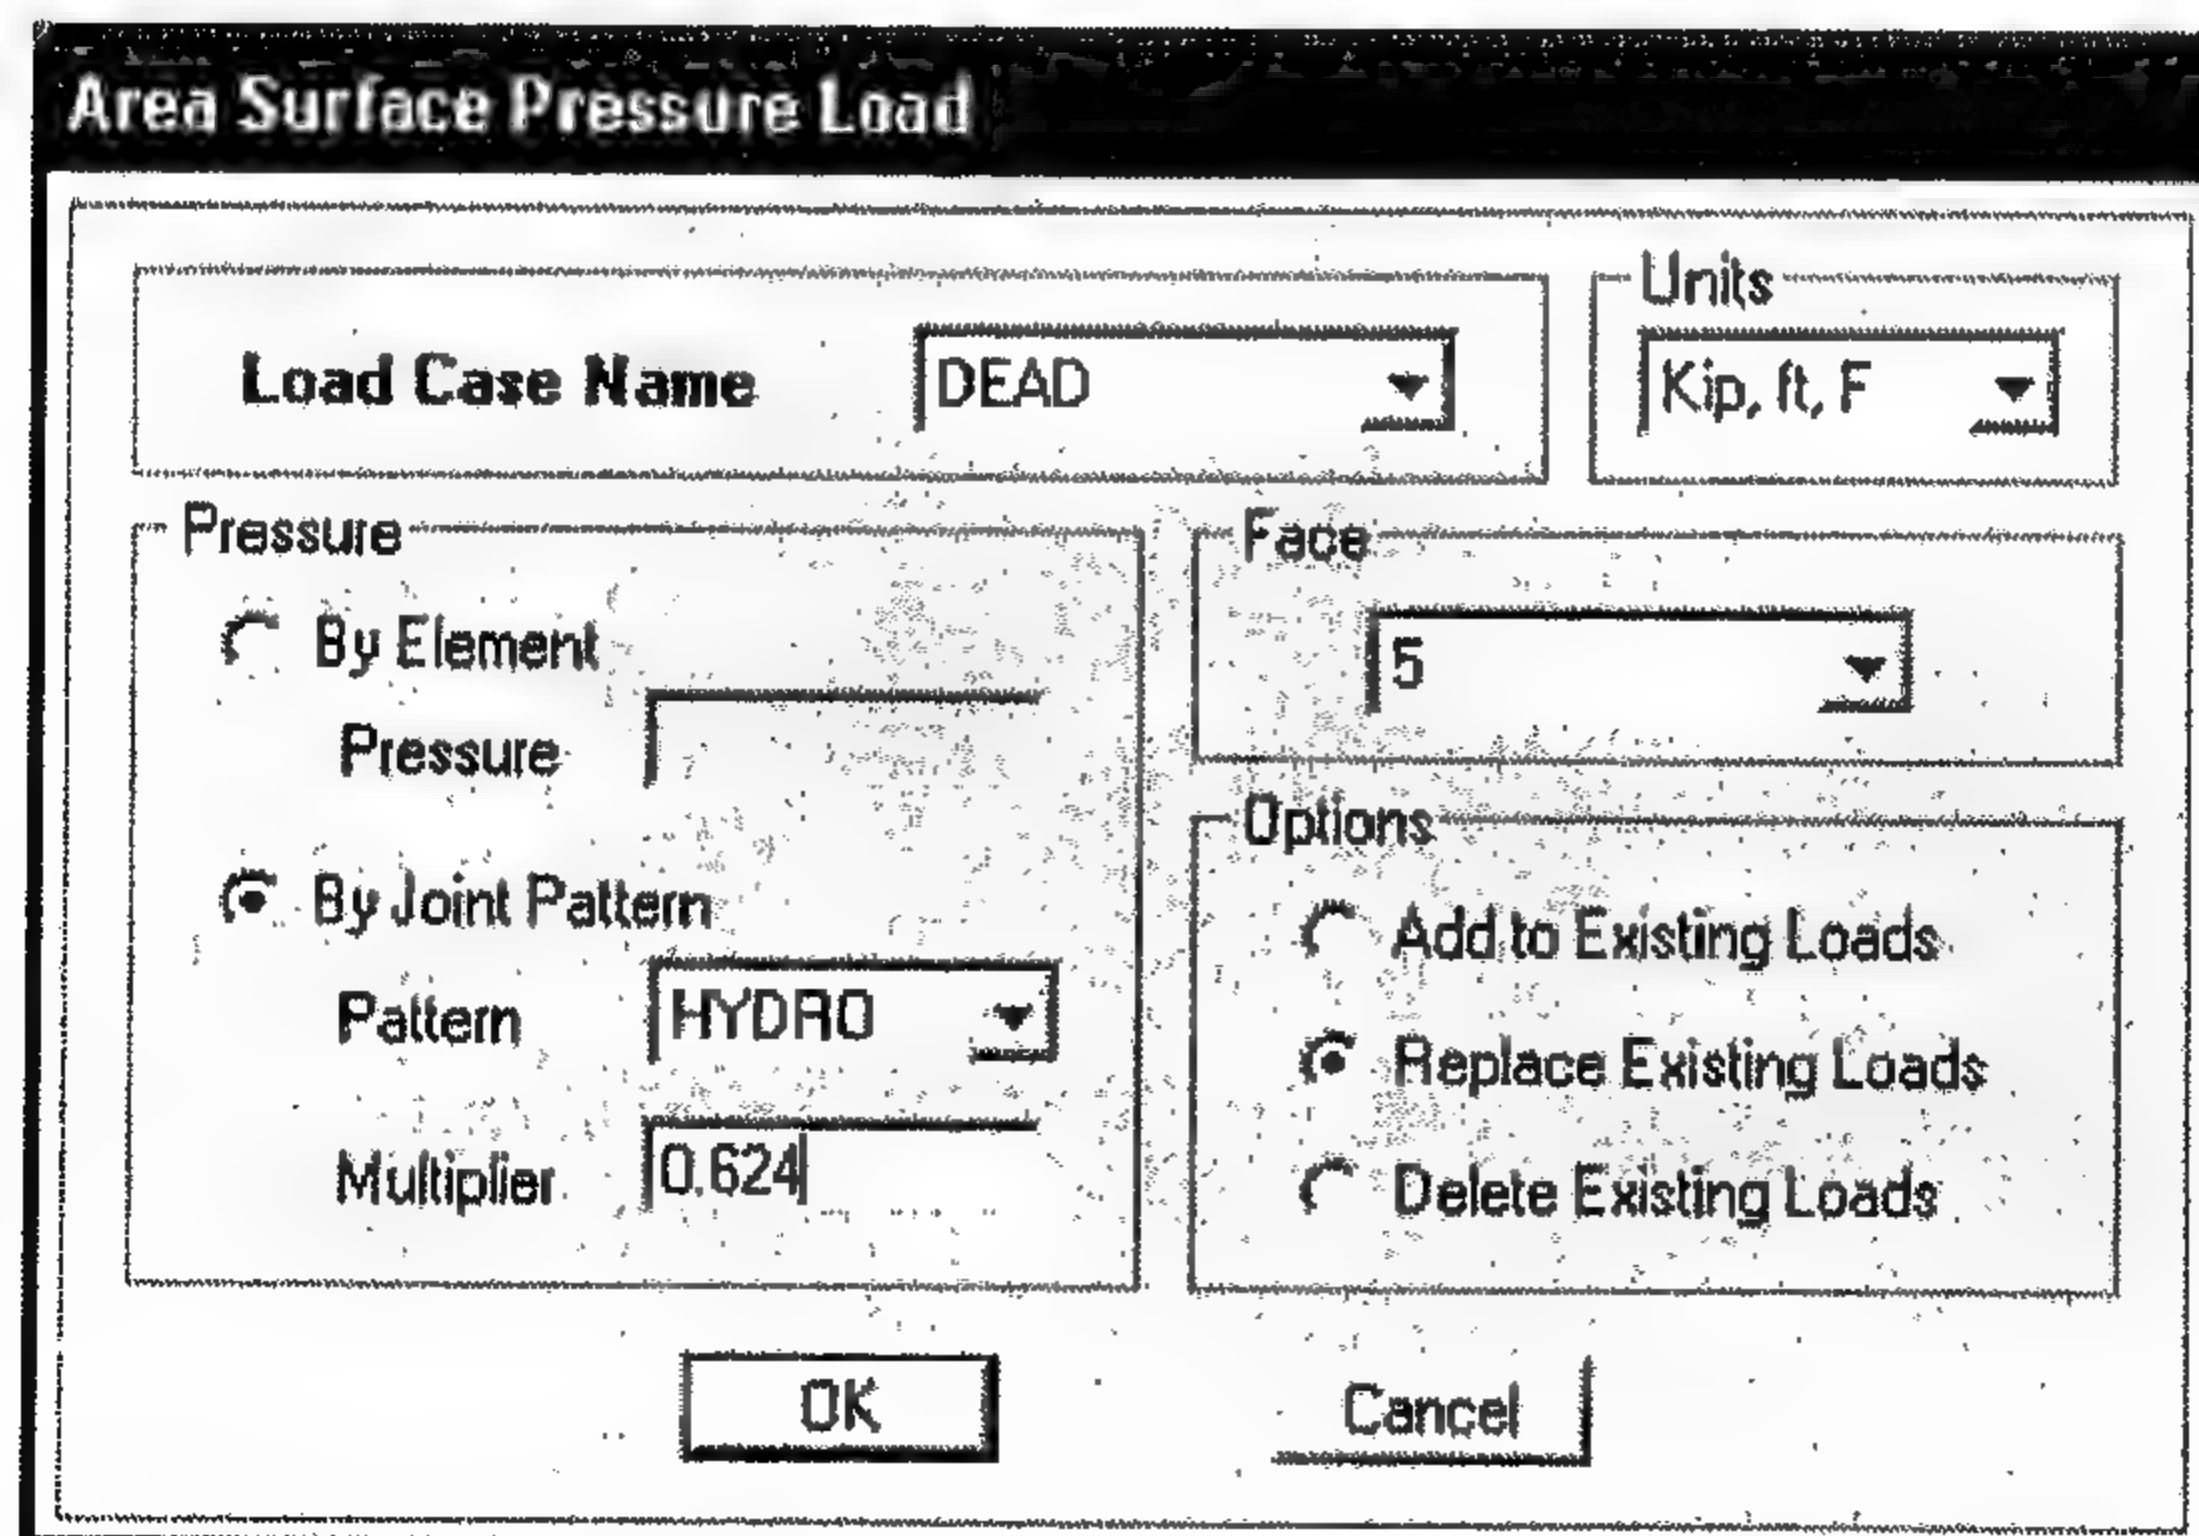 Area Surface Pressure Load
Load Case Name
DEAD
Units
Kip, ft, F
Pressure
By Element
Pressure
By Joint Pattern
Pattern
HYDRO
Multiplier
0.624
Face
5
Options
Add to Existing Loads
Replace Existing Loads
Delete Existing Loads
OK
Cancel